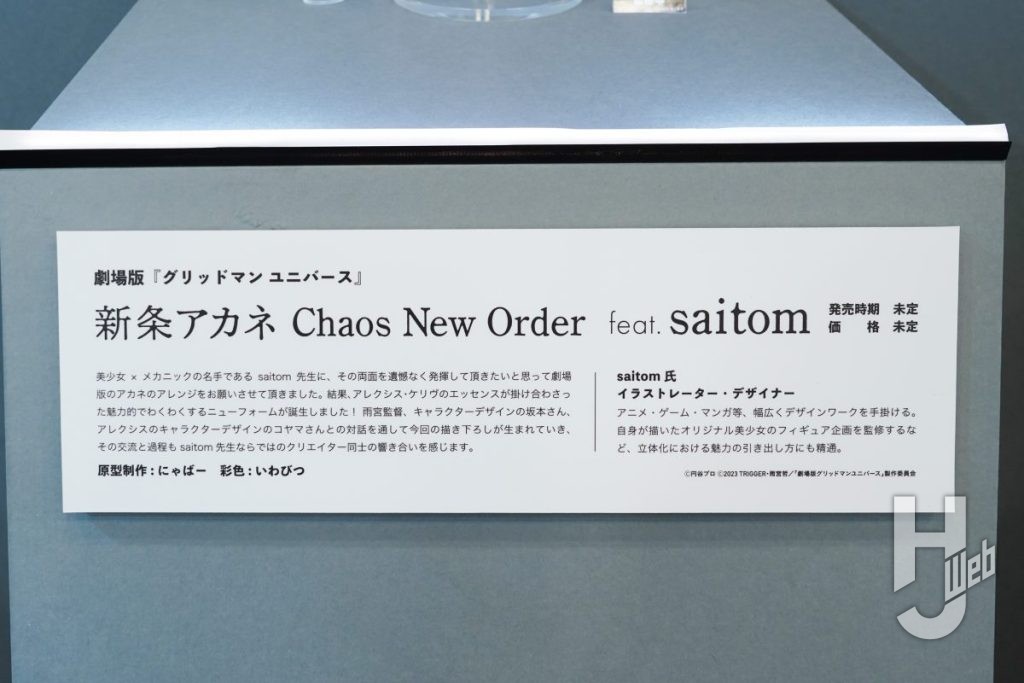 劇場版『グリッドマン ユニバース』
新条アカネ Chaos New Order feat. saitom
発売時期 未定
価 格 未定
美少女 × メカニックの名手である saitom 先生に、その両面を遺憾なく発揮して頂きたいと思って劇場
版のアカネのアレンジをお願いさせて頂きました。結果、アレクシス・ケリヴのエッセンスが掛け合わさっ
た魅力的でわくわくするニューフォームが誕生しました! 雨宮監督、キャラクターデザインの坂本さん、
アレクシスのキャラクターデザインのコヤマさんとの対話を通して今回の描き下ろしが生まれていき、
その交流と過程も saitom 先生ならではのクリエイター同士の響き合いを感じます。
原型制作:にゃばー 彩色:いわびつ
saitom 氏
イラストレーター・デザイナー
アニメ・ゲーム・マンガ等、幅広くデザインワークを手掛ける。
自身が描いたオリジナル美少女のフィギュア企画を監修するな
ど、立体化における魅力の引き出し方にも精通。
©円谷プロ ©2023 TRIGGER・雨宮哲/「劇場版グリッドマンユニバース」製作委員会
HJ Web